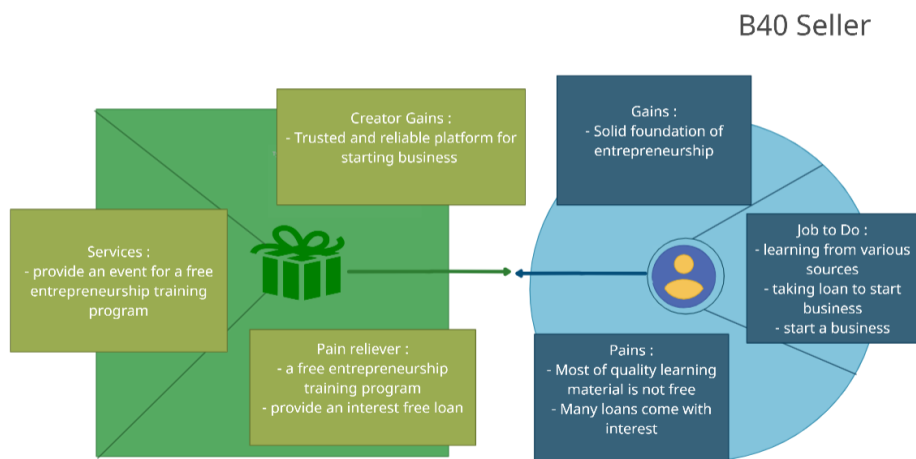 B40 Seller
Creator Gains :
- Trusted and reliable platform for
starting business
Gains :
- Solid foundation of
entrepreneurship
Services :
- provide an event for a free
entrepreneurship training
program
Job to Do :
- learning from various
sources
- taking loan to start
business
- start a business
Pain reliever :
- a free entrepreneurship
training program
- provide an interest free loan
Pains :
- Most of quality learning
material is not free
- Many loans come with
interest